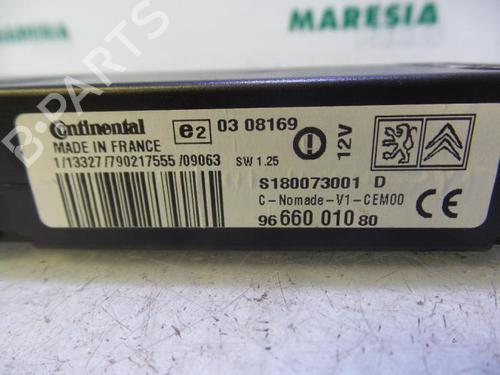 MARESIA
MARE
B-PARTS
Continental
MADE IN FRANCE
e2
03 08169
12V
1/13327/790217555/09063
SW 1.25
S180073001 D
C-Nomade-V1-CEM00
96 660 010 80
CE